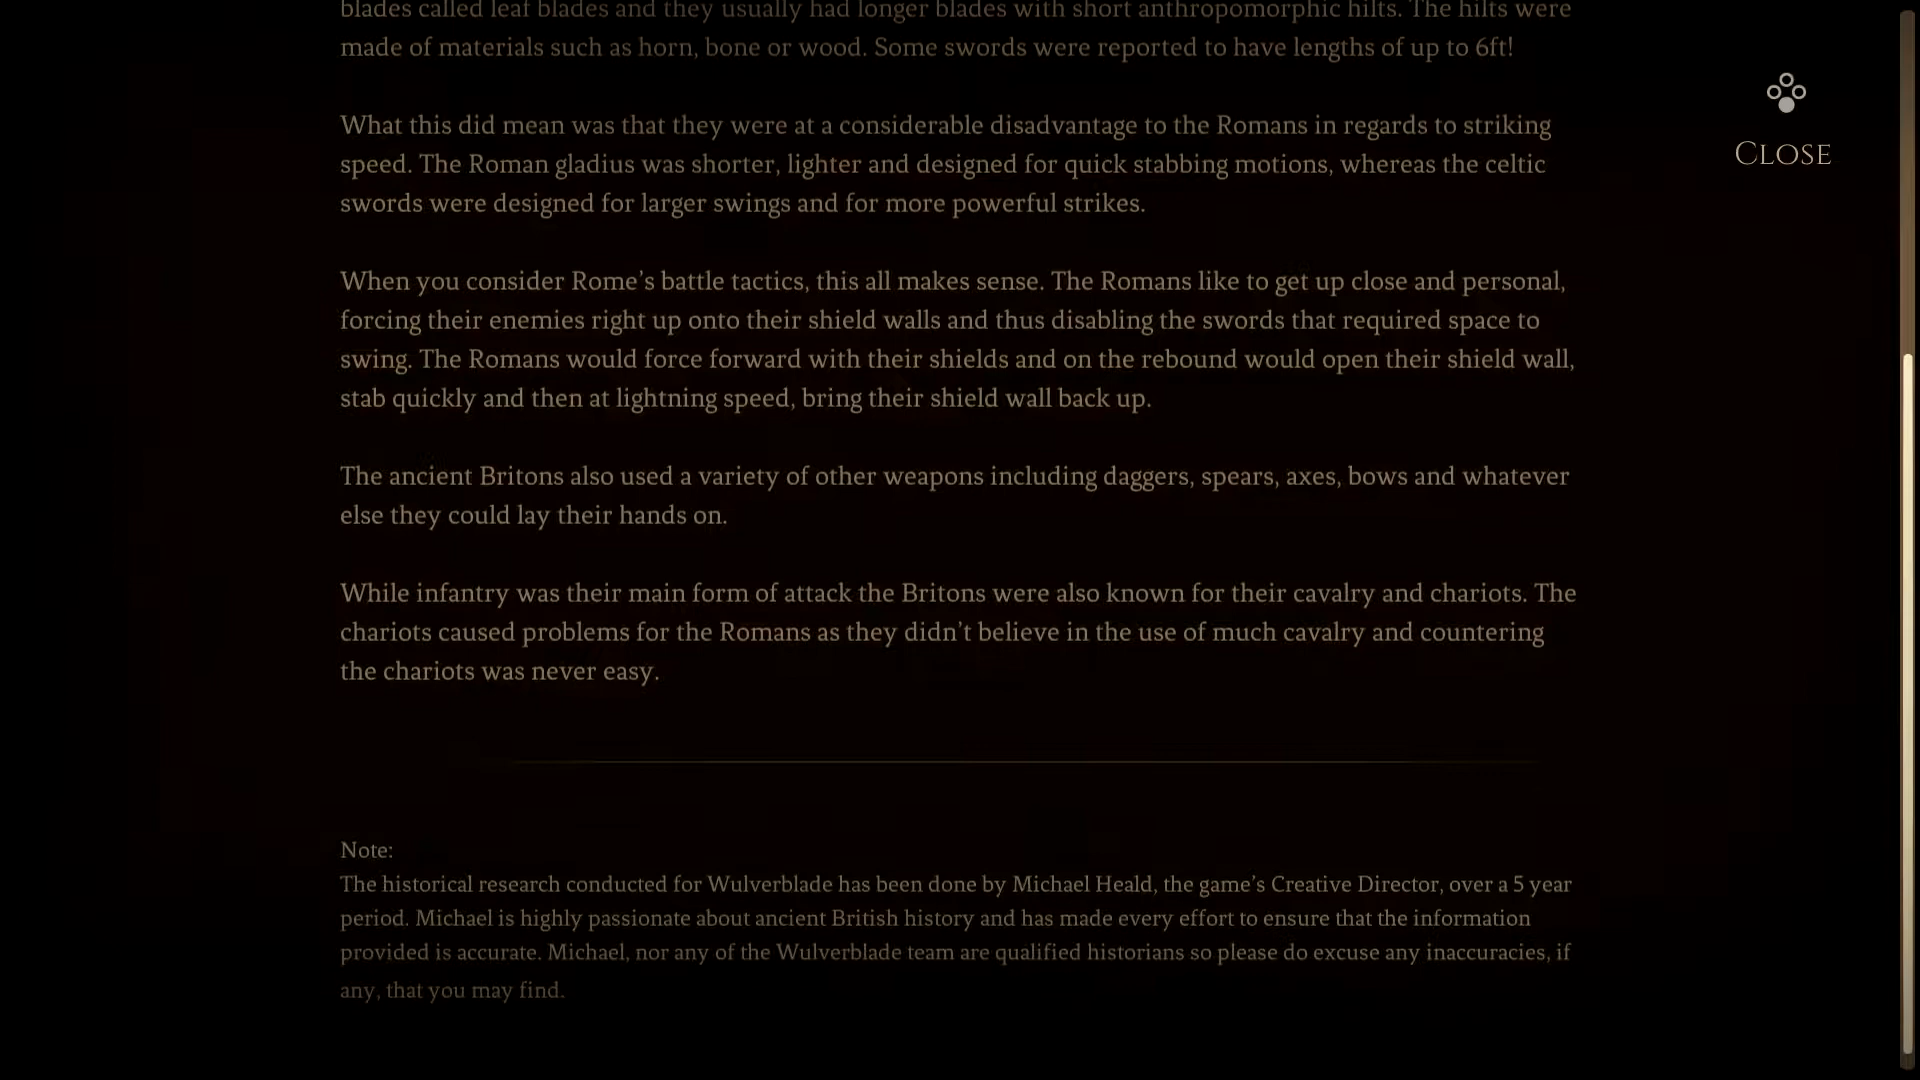 blades called leaf blades and they usually had longer blades with short anthropomorphic hilts. The hilts were
made of materials such as horn, bone or wood. Some swords were reported to have lengths of up to 6ft!
What this did mean was that they were at a considerable disadvantage to the Romans in regards to striking
speed. The Roman gladius was shorter, lighter and designed for quick stabbing motions, whereas the celtic
swords were designed for larger swings and for more powerful strikes.
When you consider Rome’s battle tactics, this all makes sense. The Romans like to get up close and personal,
forcing their enemies right up onto their shield walls and thus disabling the swords that required space to
swing. The Romans would force forward with their shields and on the rebound would open their shield wall,
stab quickly and then at lightning speed, bring their shield wall back up.
The ancient Britons also used a variety of other weapons including daggers, spears, axes, bows and whatever
else they could lay their hands on.
While infantry was their main form of attack the Britons were also known for their cavalry and chariots. The
chariots caused problems for the Romans as they didn’t believe in the use of much cavalry and countering
the chariots was never easy.
Note:
The historical research conducted for Wulverblade has been done by Michael Heald, the game’s Creative Director, over a 5 year
period. Michael is highly passionate about ancient British history and has made every effort to ensure that the information
provided is accurate. Michael, nor any of the Wulverblade team are qualified historians so please do excuse any inaccuracies, if
any, that you may find.
CLOSE